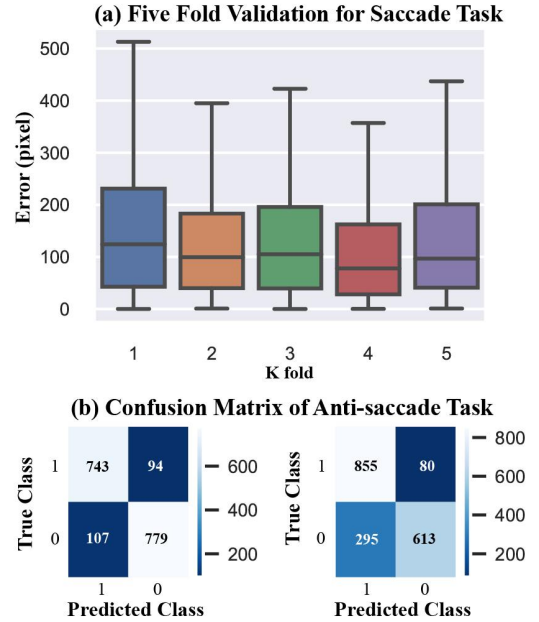 (a) Five Fold Validation for Saccade Task
Error (pixel)
500
400
300
200
100
0
1 2 3 4 5
K fold
(b) Confusion Matrix of Anti-saccade Task
True Class
1 743 94
0 107 779
1 0
Predicted Class
600
400
200
True Class
1 855 80
0 295 613
1 0
Predicted Class
800
600
400
200